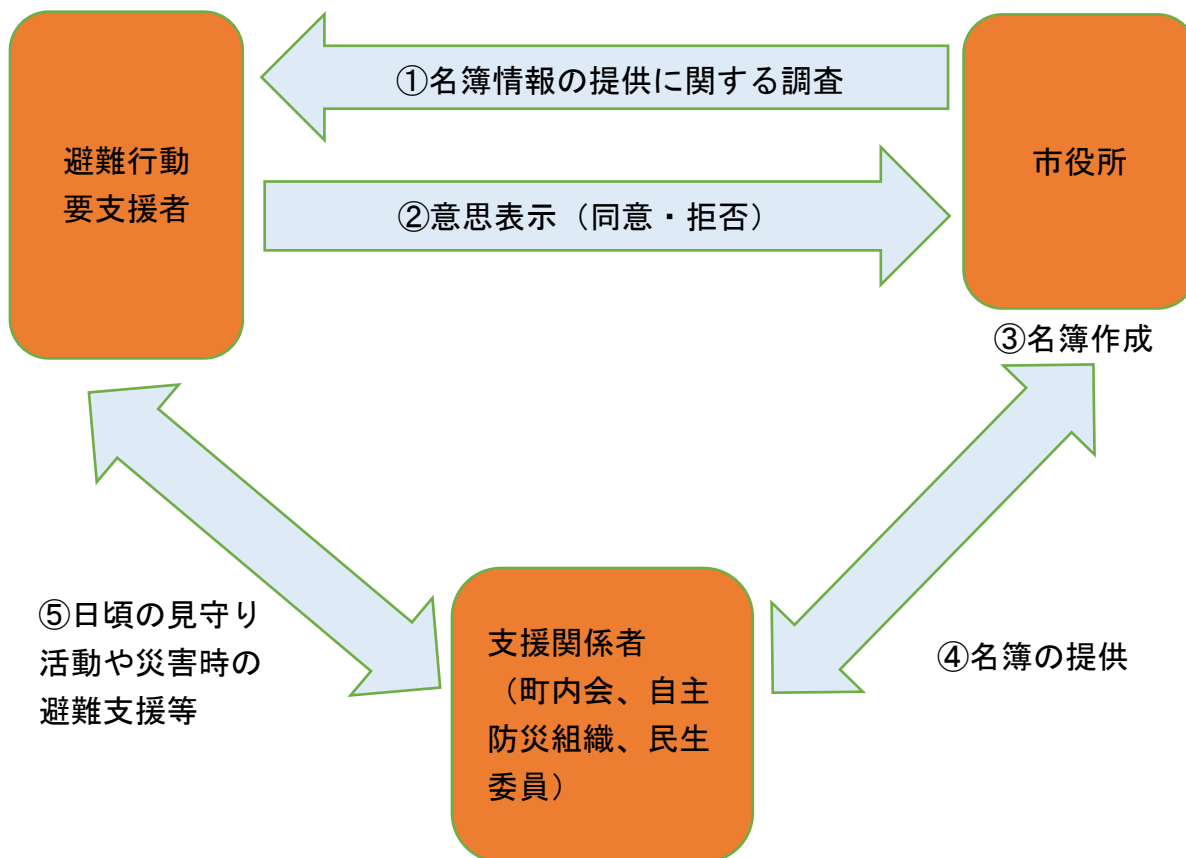 ①名簿情報の提供に関する調査
避難行動
要支援者
市役所
②意思表示（同意・拒否）
③名簿作成
⑤日頃の見守り
活動や災害時の
避難支援等
支援関係者
（町内会、自主
防災組織、民生
委員）
④名簿の提供